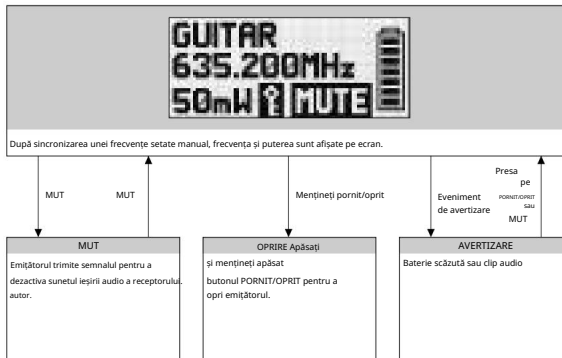 GUITAR
635.200MHz
50mW MUTE
După sincronizarea unei frecvențe setate manual, frecvența și puterea sunt afișate pe ecran.
MUT
MUT
Mențineți pornit/oprit
Eveniment
de avertizare
Presa
pe
PORNIT/OPRIT
sau
MUT
MUT
Emițătorul trimite semnalul pentru a
dezactiva sunetul ieșirii audio a receptorului.
autor.
OPRIRE Apăsați
și mențineți apăsat
butonul PORNIT/OPRIT pentru a
opri emițătorul.
AVERTIZARE
Baterie scăzută sau clip audio